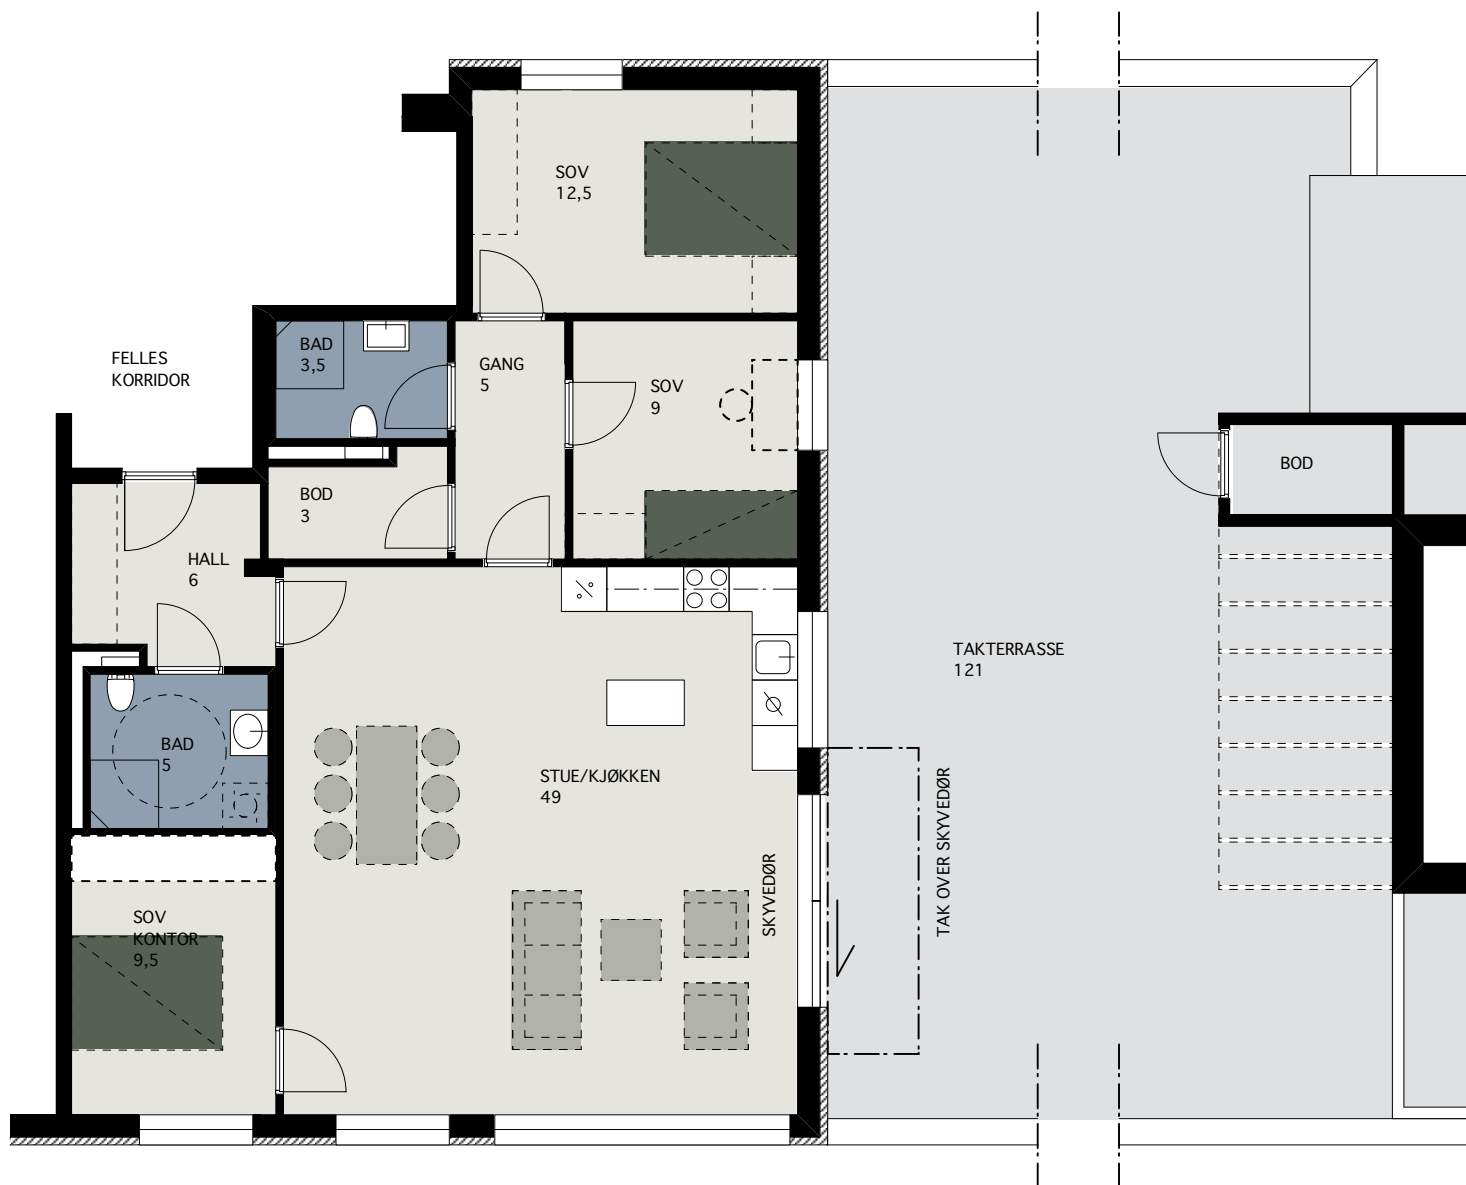 SOV
12,5
BAD
3,5
GANG
5
FELLES
KORRIDOR
SOV
9
BOD
BOD
3
HALL
6
TAKTERRASSE
121
BAD
5
STUE/KJØKKEN
49
SKYVEDØR
TAK OVER SKYVEDØR
SOV
KONTOR
9,5